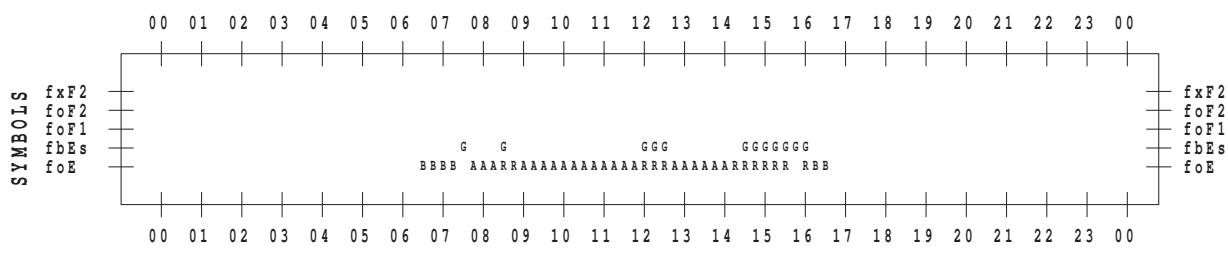 00 01 02 03 04 05 06 07 08 09 10 11 12 13 14 15 16 17 18 19 20 21 22 23 00
SYMBOLS
fxF2 fxF2
foF2 foF2
foF1 foF1
fbEs G G GGG GGGGGGG fbEs
foE BBBB AAARRAAAAAAAAAAAARRRAAAAAARRRRRR RBB foE
00 01 02 03 04 05 06 07 08 09 10 11 12 13 14 15 16 17 18 19 20 21 22 23 00